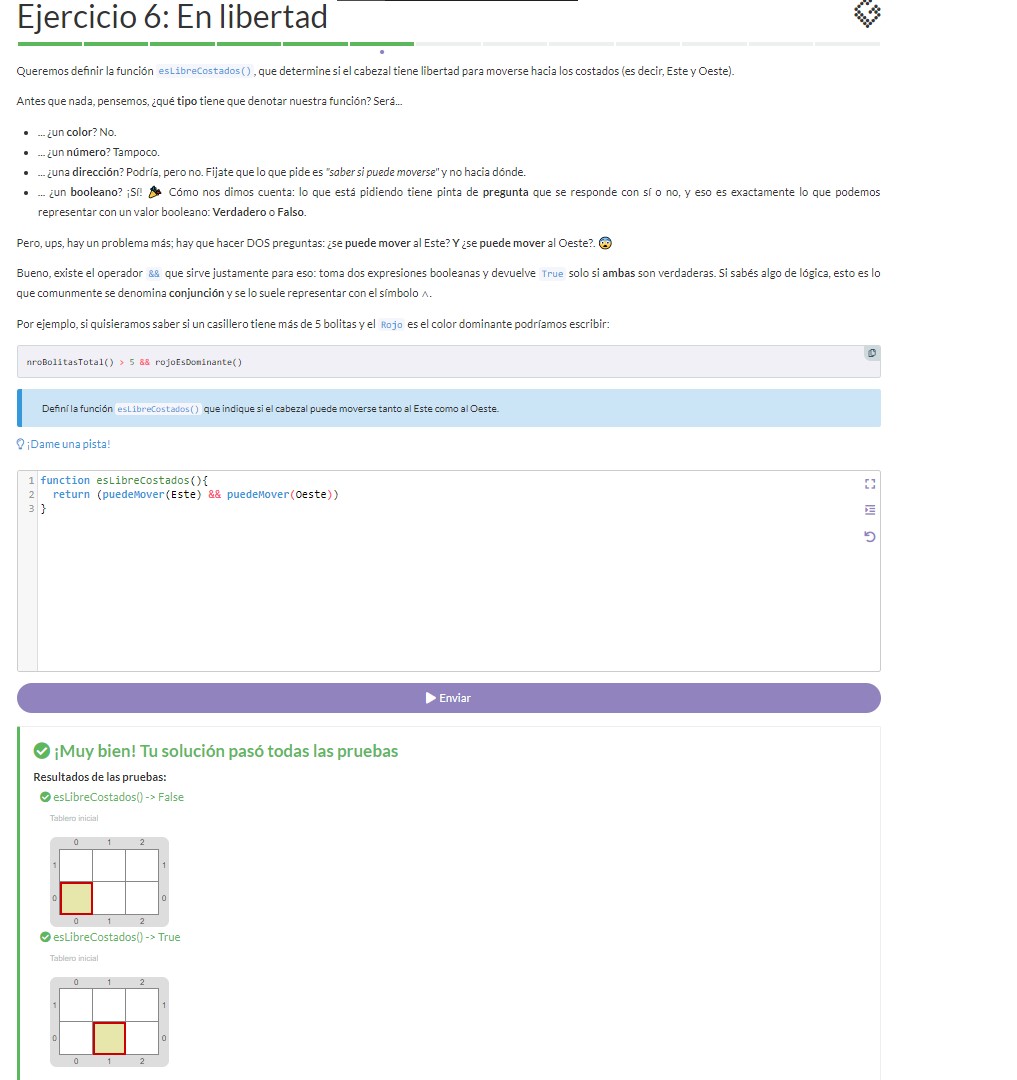 Ejercicio 6: En libertad
Queremos definir la función esLibreCostados(), que determine si el cabezal tiene libertad para moverse hacia los costados (es decir, Este y Oeste).
Antes que nada, pensemos, ¿qué tipo tiene que denotar nuestra función? Será...
... ¿un color? No.
... ¿un número? Tampoco.
... ¿una dirección? Podría, pero no. Fijate que lo que pide es "saber si puede moverse" y no hacia dónde.
... ¿un booleano? ¡Sí! 🎉 Cómo nos dimos cuenta: lo que está pidiendo tiene pinta de pregunta que se responde con sí o no, y eso es exactamente lo que podemos
representar con un valor booleano: Verdadero o Falso.
Pero, ups, hay un problema más; hay que hacer DOS preguntas: ¿se puede mover al Este? Y ¿se puede mover al Oeste?. 😨
Bueno, existe el operador && que sirve justamente para eso: toma dos expresiones booleanas y devuelve True solo si ambas son verdaderas. Si sabés algo de lógica, esto es lo
que comunmente se denomina conjunción y se lo suele representar con el símbolo ∧.
Por ejemplo, si quisieramos saber si un casillero tiene más de 5 bolitas y el Rojo es el color dominante podríamos escribir:
nroBolitasTotal() > 5 && rojoEsDominante()
Definí la función esLibreCostados() que indique si el cabezal puede moverse tanto al Este como al Oeste.
¡Dame una pista!
1 function esLibreCostados(){
2 return (puedeMover(Este) && puedeMover(Oeste))
3 }
Enviar
¡Muy bien! Tu solución pasó todas las pruebas
Resultados de las pruebas:
esLibreCostados() -> False
Tablero inicial
0 1 2
1 1
0 0
0 1 2
esLibreCostados() -> True
Tablero inicial
0 1 2
1 1
0 0
0 1 2